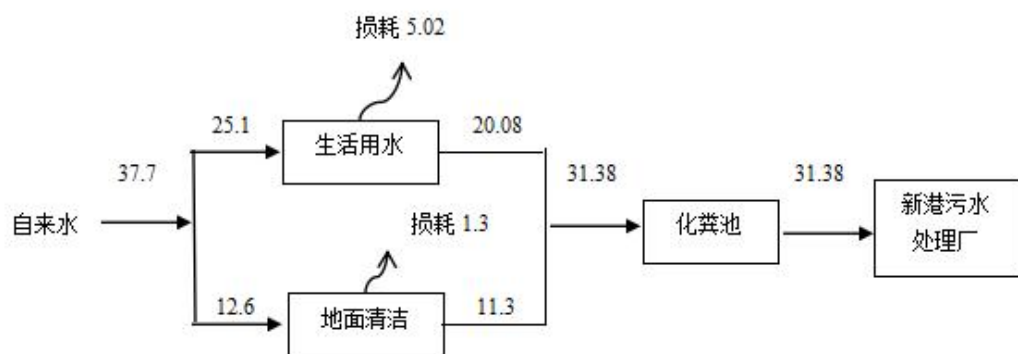 损耗 5.02
25.1
生活用水
20.08
37.7
31.38
31.38
自来水
损耗 1.3
化粪池
新港污水
处理厂
12.6
地面清洁
11.3